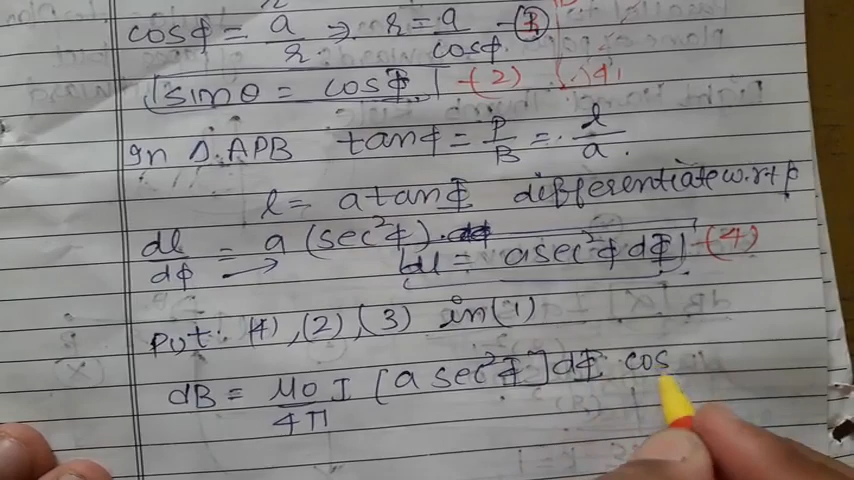 cosφ = a/r ⇒ r = a/cosφ - (3)
sinθ = cosφ -(2)
In Δ APB tanφ = P/B = l/a.
l = a tanφ differentiate w.r.t φ
dl/dφ = a (sec²φ). dl = a sec²φ dφ -(4)
Put: (4), (2), (3) in (1)
dB = μ0 I/4π [a sec²φ] dφ cos